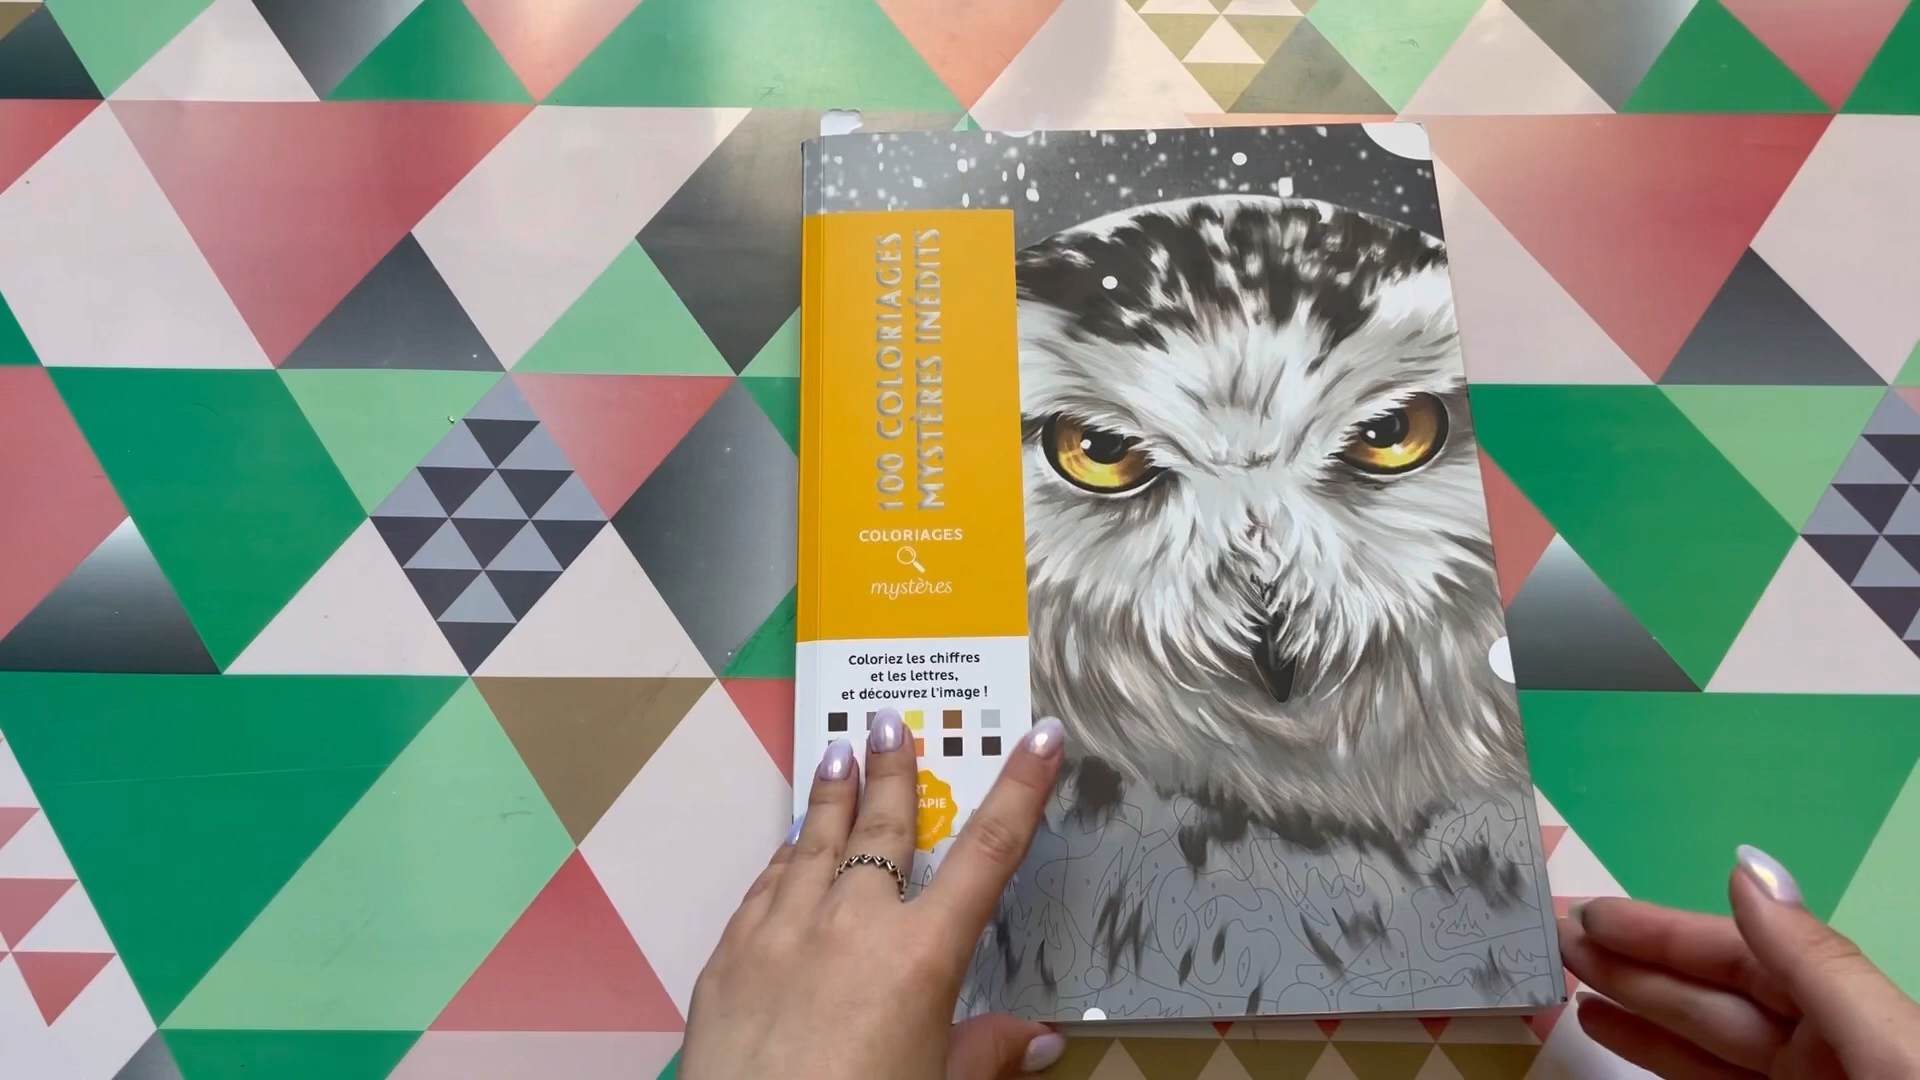 100 COLORIAGES
MYSTÈRES INÉDITS
COLORIAGES
mystères
Coloriez les chiffres
et les lettres,
et découvrez l'image !